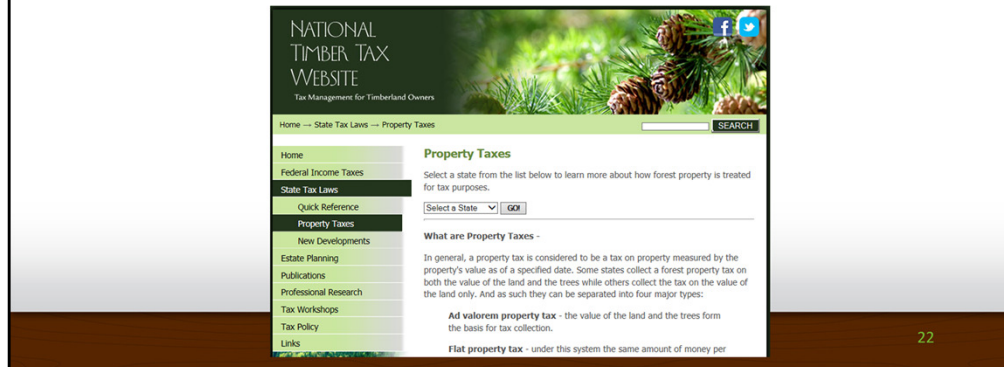 NATIONAL
TIMBER TAX
WEBSITE
Tax Management for Timberland Owners
Home → State Tax Laws → Property Taxes
SEARCH
Home
Federal Income Taxes
State Tax Laws
Quick Reference
Property Taxes
New Developments
Estate Planning
Publications
Professional Research
Tax Workshops
Tax Policy
Links
Property Taxes
Select a state from the list below to learn more about how forest property is treated
for tax purposes.
Select a State GO!
What are Property Taxes -
In general, a property tax is considered to be a tax on property measured by the
property's value as of a specified date. Some states collect a forest property tax on
both the value of the land and the trees while others collect the tax on the value of
the land only. And as such they can be separated into four major types:
Ad valorem property tax - the value of the land and the trees form
the basis for tax collection.
Flat property tax - under this system the same amount of money per
22